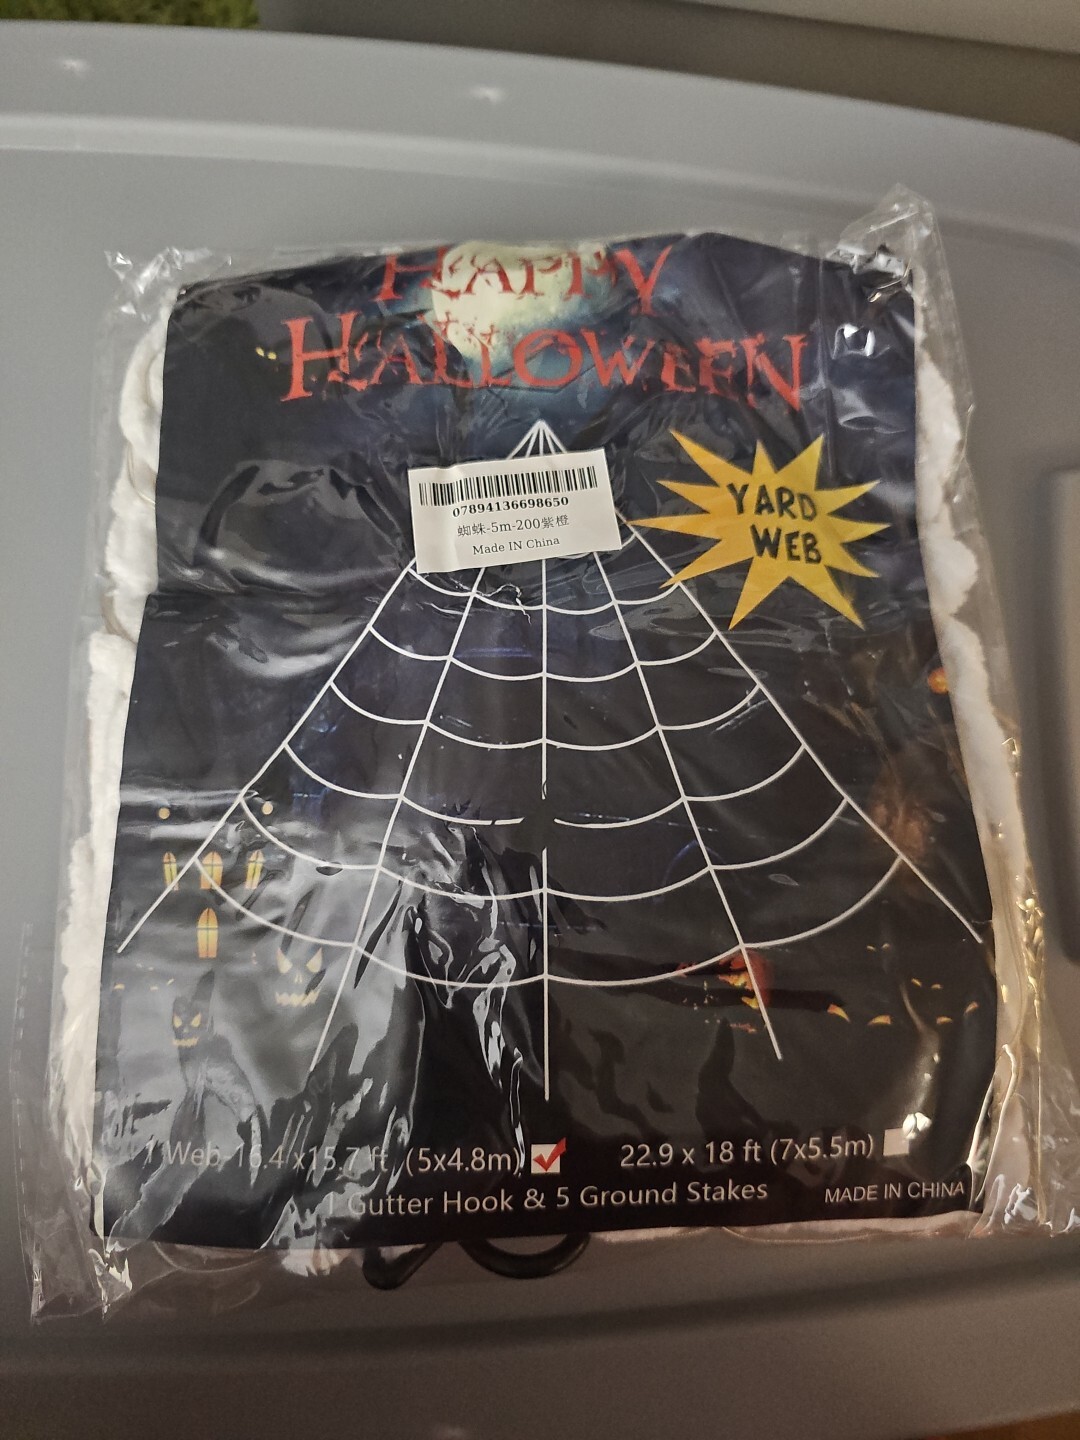 HAPPY
HALLOWEEN
07894136698650
蜘蛛-5m-200紫橙
Made IN China
YARD
WEB
1 Web-16.4 x15.7 ft, (5x4.8m) 22.9 x 18 ft (7x5.5m)
1 Gutter Hook & 5 Ground Stakes MADE IN CHINA